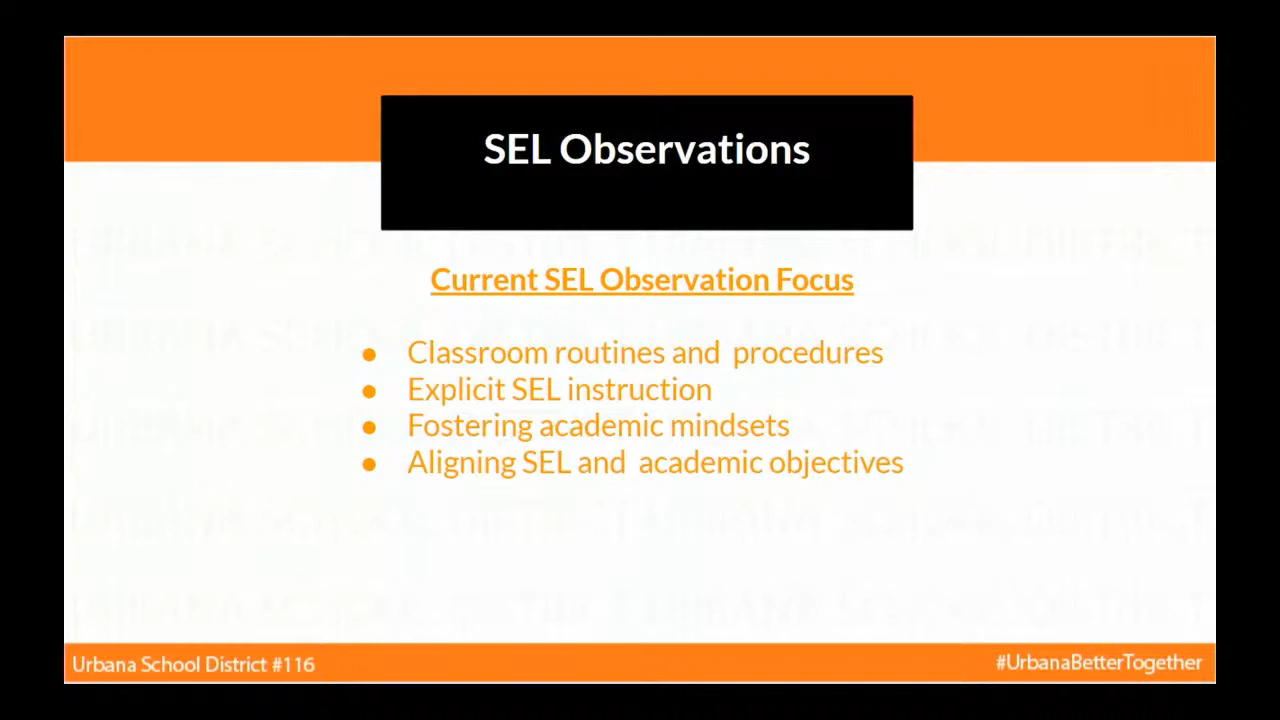 SEL Observations
Current SEL Observation Focus
● Classroom routines and procedures
● Explicit SEL instruction
● Fostering academic mindsets
● Aligning SEL and academic objectives
Urbana School District #116
#UrbanaBetterTogether